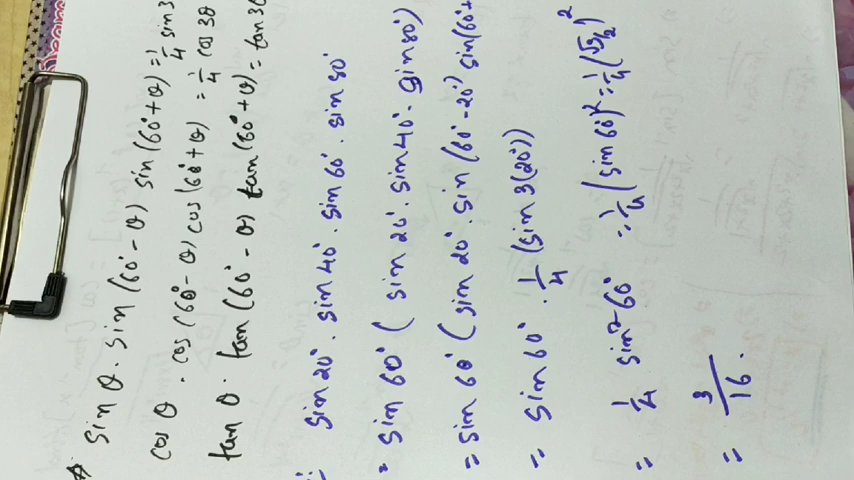 sin θ . sin (60° - θ) sin (60° + θ) = 1/4 sin 3
cos θ . cos (60° - θ) cos (60° + θ) = 1/4 cos 3θ
tan θ . tan (60° - θ) tan (60° + θ) = tan 3θ
sin 20° . sin 40° . sin 60° . sin 80°
= sin 60° ( sin 20° . sin 40° . sin 80°)
= sin 60° ( sin 20° . sin (60° - 20°) sin (60° +
= sin 60° . 1/4 (sin 3(20°))
= 1/4 sin² 60° = 1/4 (sin 60°)² = 1/4 (√3/2)²
= 3/16 .